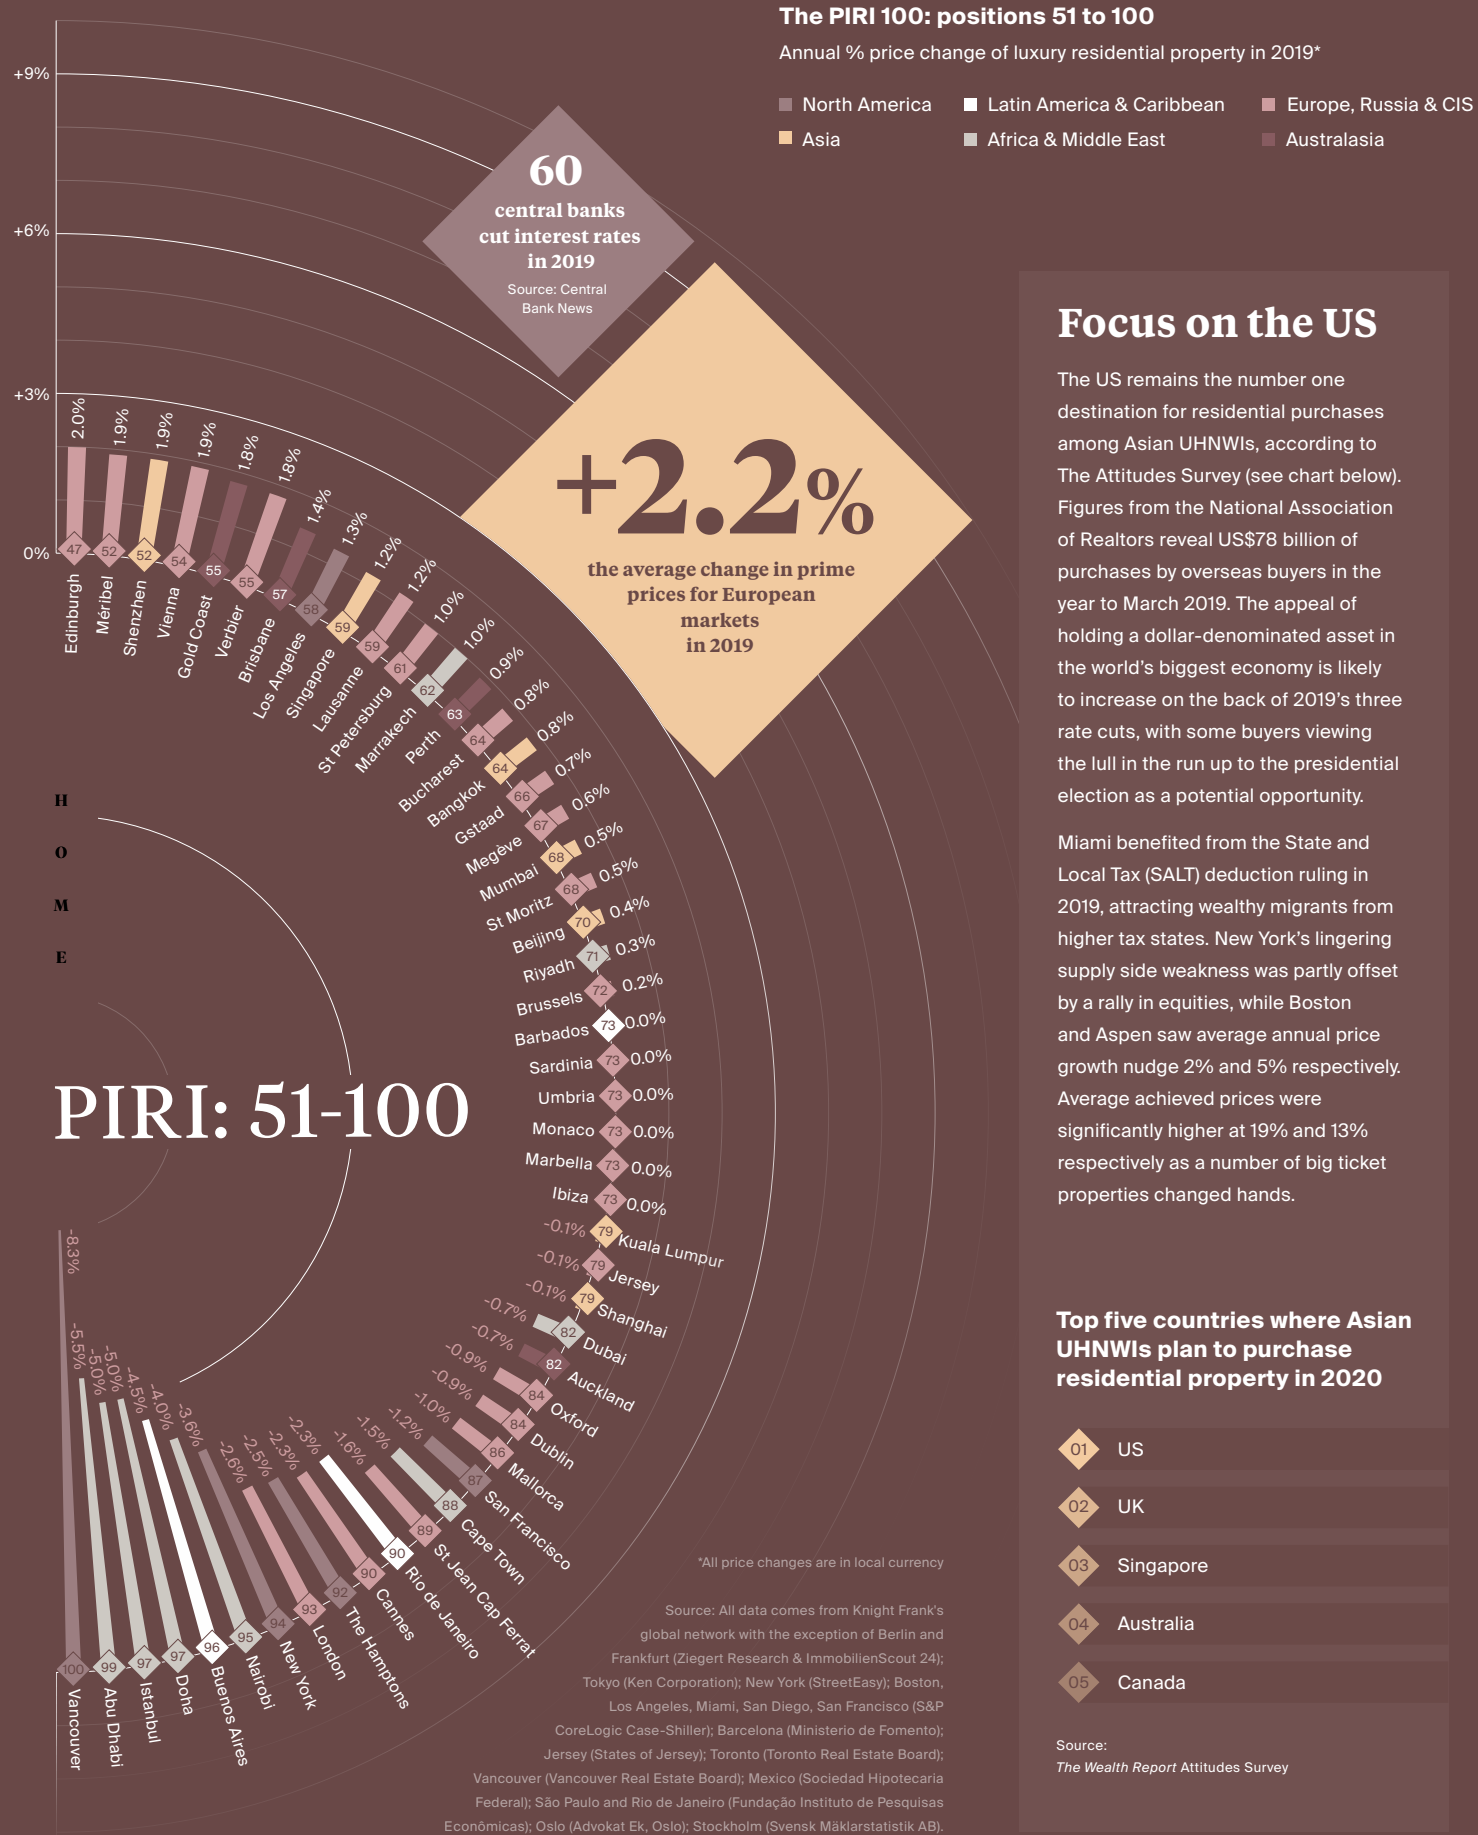 The PIRI 100: positions 51 to 100
Annual % price change of luxury residential property in 2019*
North America
Latin America & Caribbean
Europe, Russia & CIS
Asia
Africa & Middle East
Australasia
+9%
+6%
+3%
0%
60
central banks
cut interest rates
in 2019
Source: Central
Bank News
+2.2%
the average change in prime
prices for European
markets
in 2019
2.0% 47 Edinburgh
1.9% 52 Méribel
1.9% 52 Shenzhen
1.9% 54 Vienna
1.8% 55 Gold Coast
1.8% 55 Verbier
1.4% 57 Brisbane
1.3% 58 Los Angeles
1.2% 59 Singapore
1.2% 59 Lausanne
1.0% 61 St Petersburg
1.0% 62 Marrakech
0.9% 63 Perth
0.8% 64 Bucharest
0.8% 64 Bangkok
0.7% 66 Gstaad
0.6% 67 Megève
0.5% 68 Mumbai
0.5% 68 St Moritz
0.4% 70 Beijing
0.3% 71 Riyadh
0.2% 72 Brussels
Barbados 73 0.0%
Sardinia 73 0.0%
Umbria 73 0.0%
Monaco 73 0.0%
Marbella 73 0.0%
Ibiza 73 0.0%
-0.1% 79 Kuala Lumpur
-0.1% 79 Jersey
-0.1% 79 Shanghai
-0.7% 82 Dubai
-0.7% 82 Auckland
-0.9% 84 Oxford
-0.9% 84 Dublin
-1.0% 86 Mallorca
-1.2% 87 San Francisco
-1.5% 88 Cape Town
-1.6% 89 St Jean Cap Ferrat
-2.3% 90 Rio de Janeiro
-2.3% 90 Cannes
-2.5% 92 The Hamptons
-2.6% 93 London
-3.6% 94 New York
-4.0% 95 Nairobi
-4.5% 96 Buenos Aires
-5.0% 97 Doha
-5.0% 97 Istanbul
-5.5% 99 Abu Dhabi
-8.3% 100 Vancouver
H
O
M
E
PIRI: 51-100
*All price changes are in local currency
Source: All data comes from Knight Frank's
global network with the exception of Berlin and
Frankfurt (Ziegert Research & ImmobilienScout 24);
Tokyo (Ken Corporation); New York (StreetEasy); Boston,
Los Angeles, Miami, San Diego, San Francisco (S&P
CoreLogic Case-Shiller); Barcelona (Ministerio de Fomento);
Jersey (States of Jersey); Toronto (Toronto Real Estate Board);
Vancouver (Vancouver Real Estate Board); Mexico (Sociedad Hipotecaria
Federal); São Paulo and Rio de Janeiro (Fundação Instituto de Pesquisas
Econômicas); Oslo (Advokat Ek, Oslo); Stockholm (Svensk Mäklarstatistik AB).
Focus on the US
The US remains the number one
destination for residential purchases
among Asian UHNWIs, according to
The Attitudes Survey (see chart below).
Figures from the National Association
of Realtors reveal US$78 billion of
purchases by overseas buyers in the
year to March 2019. The appeal of
holding a dollar-denominated asset in
the world's biggest economy is likely
to increase on the back of 2019's three
rate cuts, with some buyers viewing
the lull in the run up to the presidential
election as a potential opportunity.
Miami benefited from the State and
Local Tax (SALT) deduction ruling in
2019, attracting wealthy migrants from
higher tax states. New York's lingering
supply side weakness was partly offset
by a rally in equities, while Boston
and Aspen saw average annual price
growth nudge 2% and 5% respectively.
Average achieved prices were
significantly higher at 19% and 13%
respectively as a number of big ticket
properties changed hands.
Top five countries where Asian
UHNWIs plan to purchase
residential property in 2020
01 US
02 UK
03 Singapore
04 Australia
05 Canada
Source:
The Wealth Report Attitudes Survey